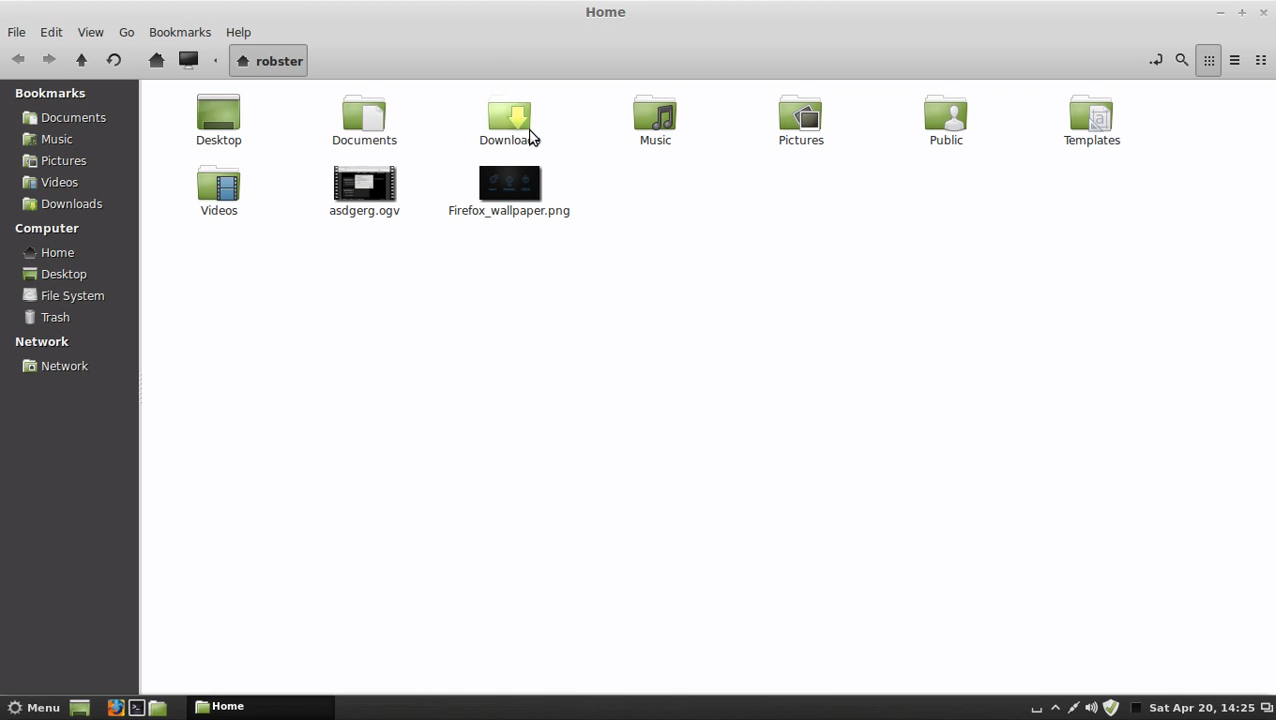 Home
File Edit View Go Bookmarks Help
robster
Bookmarks
Documents
Music
Pictures
Videos
Downloads
Computer
Home
Desktop
File System
Trash
Network
Network
Desktop Documents Downloads Music Pictures Public Templates
Videos asdgerg.ogv Firefox_wallpaper.png
Menu Home Sat Apr 20, 14:25